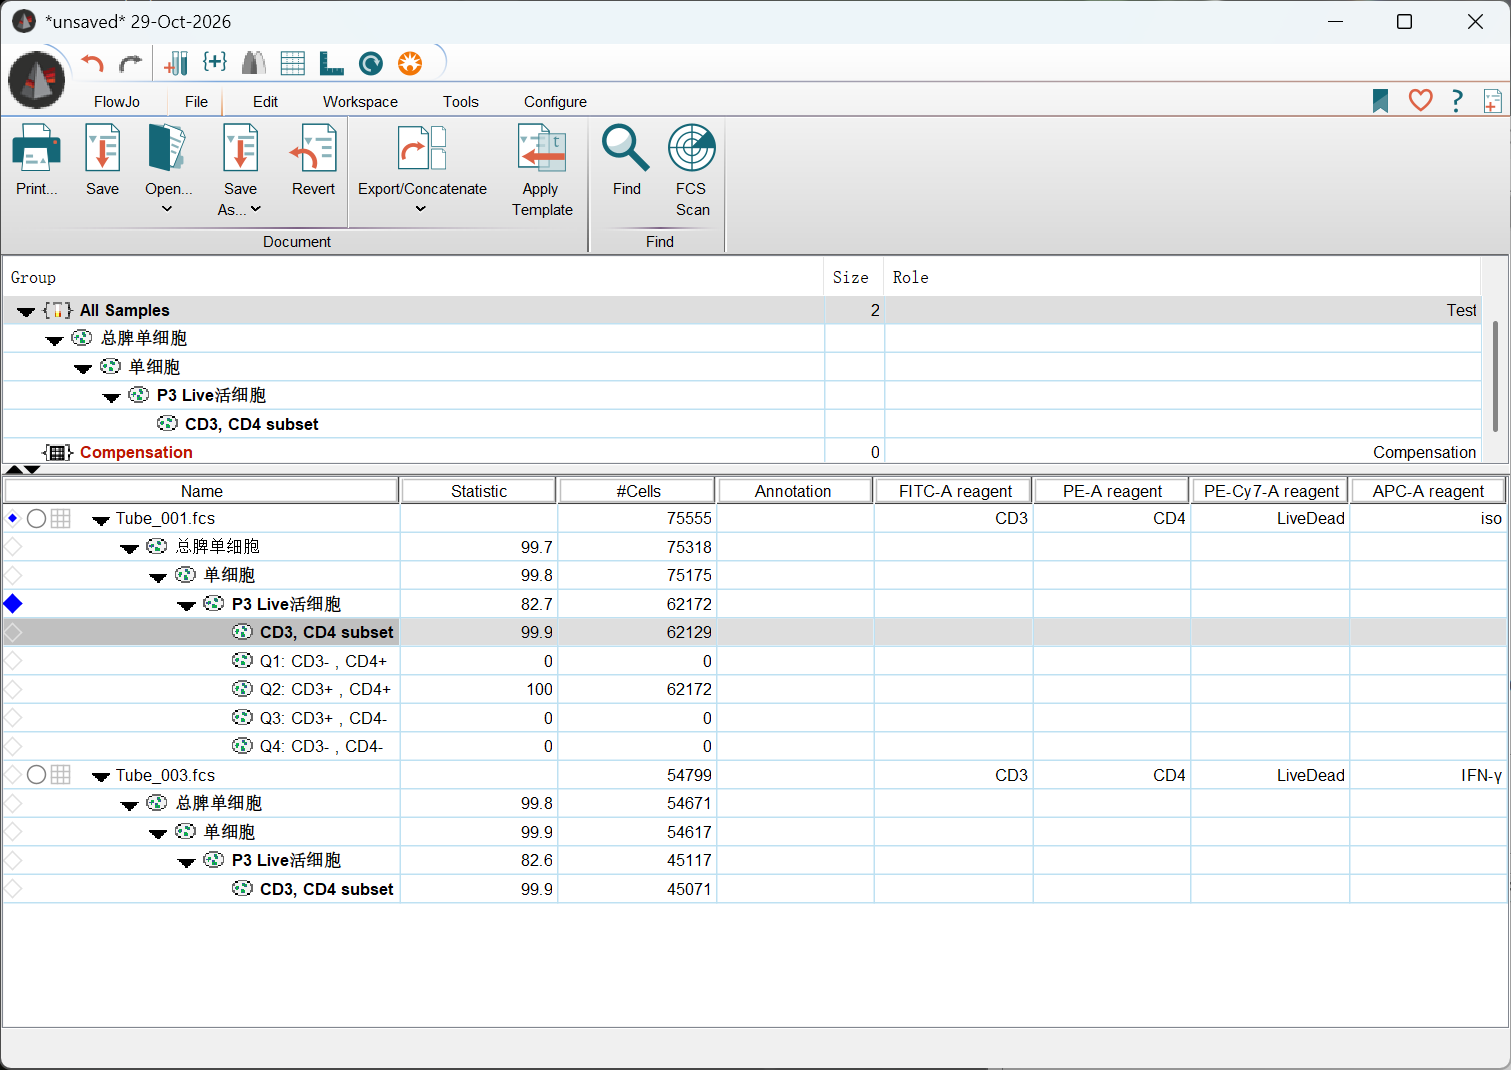 *unsaved* 29-Oct-2026
FlowJo File Edit Workspace Tools Configure
Print... Save Open... Save As... Revert Export/Concatenate Apply Template Find FCS Scan
Document Find
Group Size Role
All Samples 2 Test
总脾单细胞
单细胞
P3 Live活细胞
CD3, CD4 subset
Compensation 0 Compensation
Name Statistic #Cells Annotation FITC-A reagent PE-A reagent PE-Cy7-A reagent APC-A reagent
Tube_001.fcs 75555 CD3 CD4 LiveDead iso
总脾单细胞 99.7 75318
单细胞 99.8 75175
P3 Live活细胞 82.7 62172
CD3, CD4 subset 99.9 62129
Q1: CD3- , CD4+ 0 0
Q2: CD3+ , CD4+ 100 62172
Q3: CD3+ , CD4- 0 0
Q4: CD3- , CD4- 0 0
Tube_003.fcs 54799 CD3 CD4 LiveDead IFN-γ
总脾单细胞 99.8 54671
单细胞 99.9 54617
P3 Live活细胞 82.6 45117
CD3, CD4 subset 99.9 45071